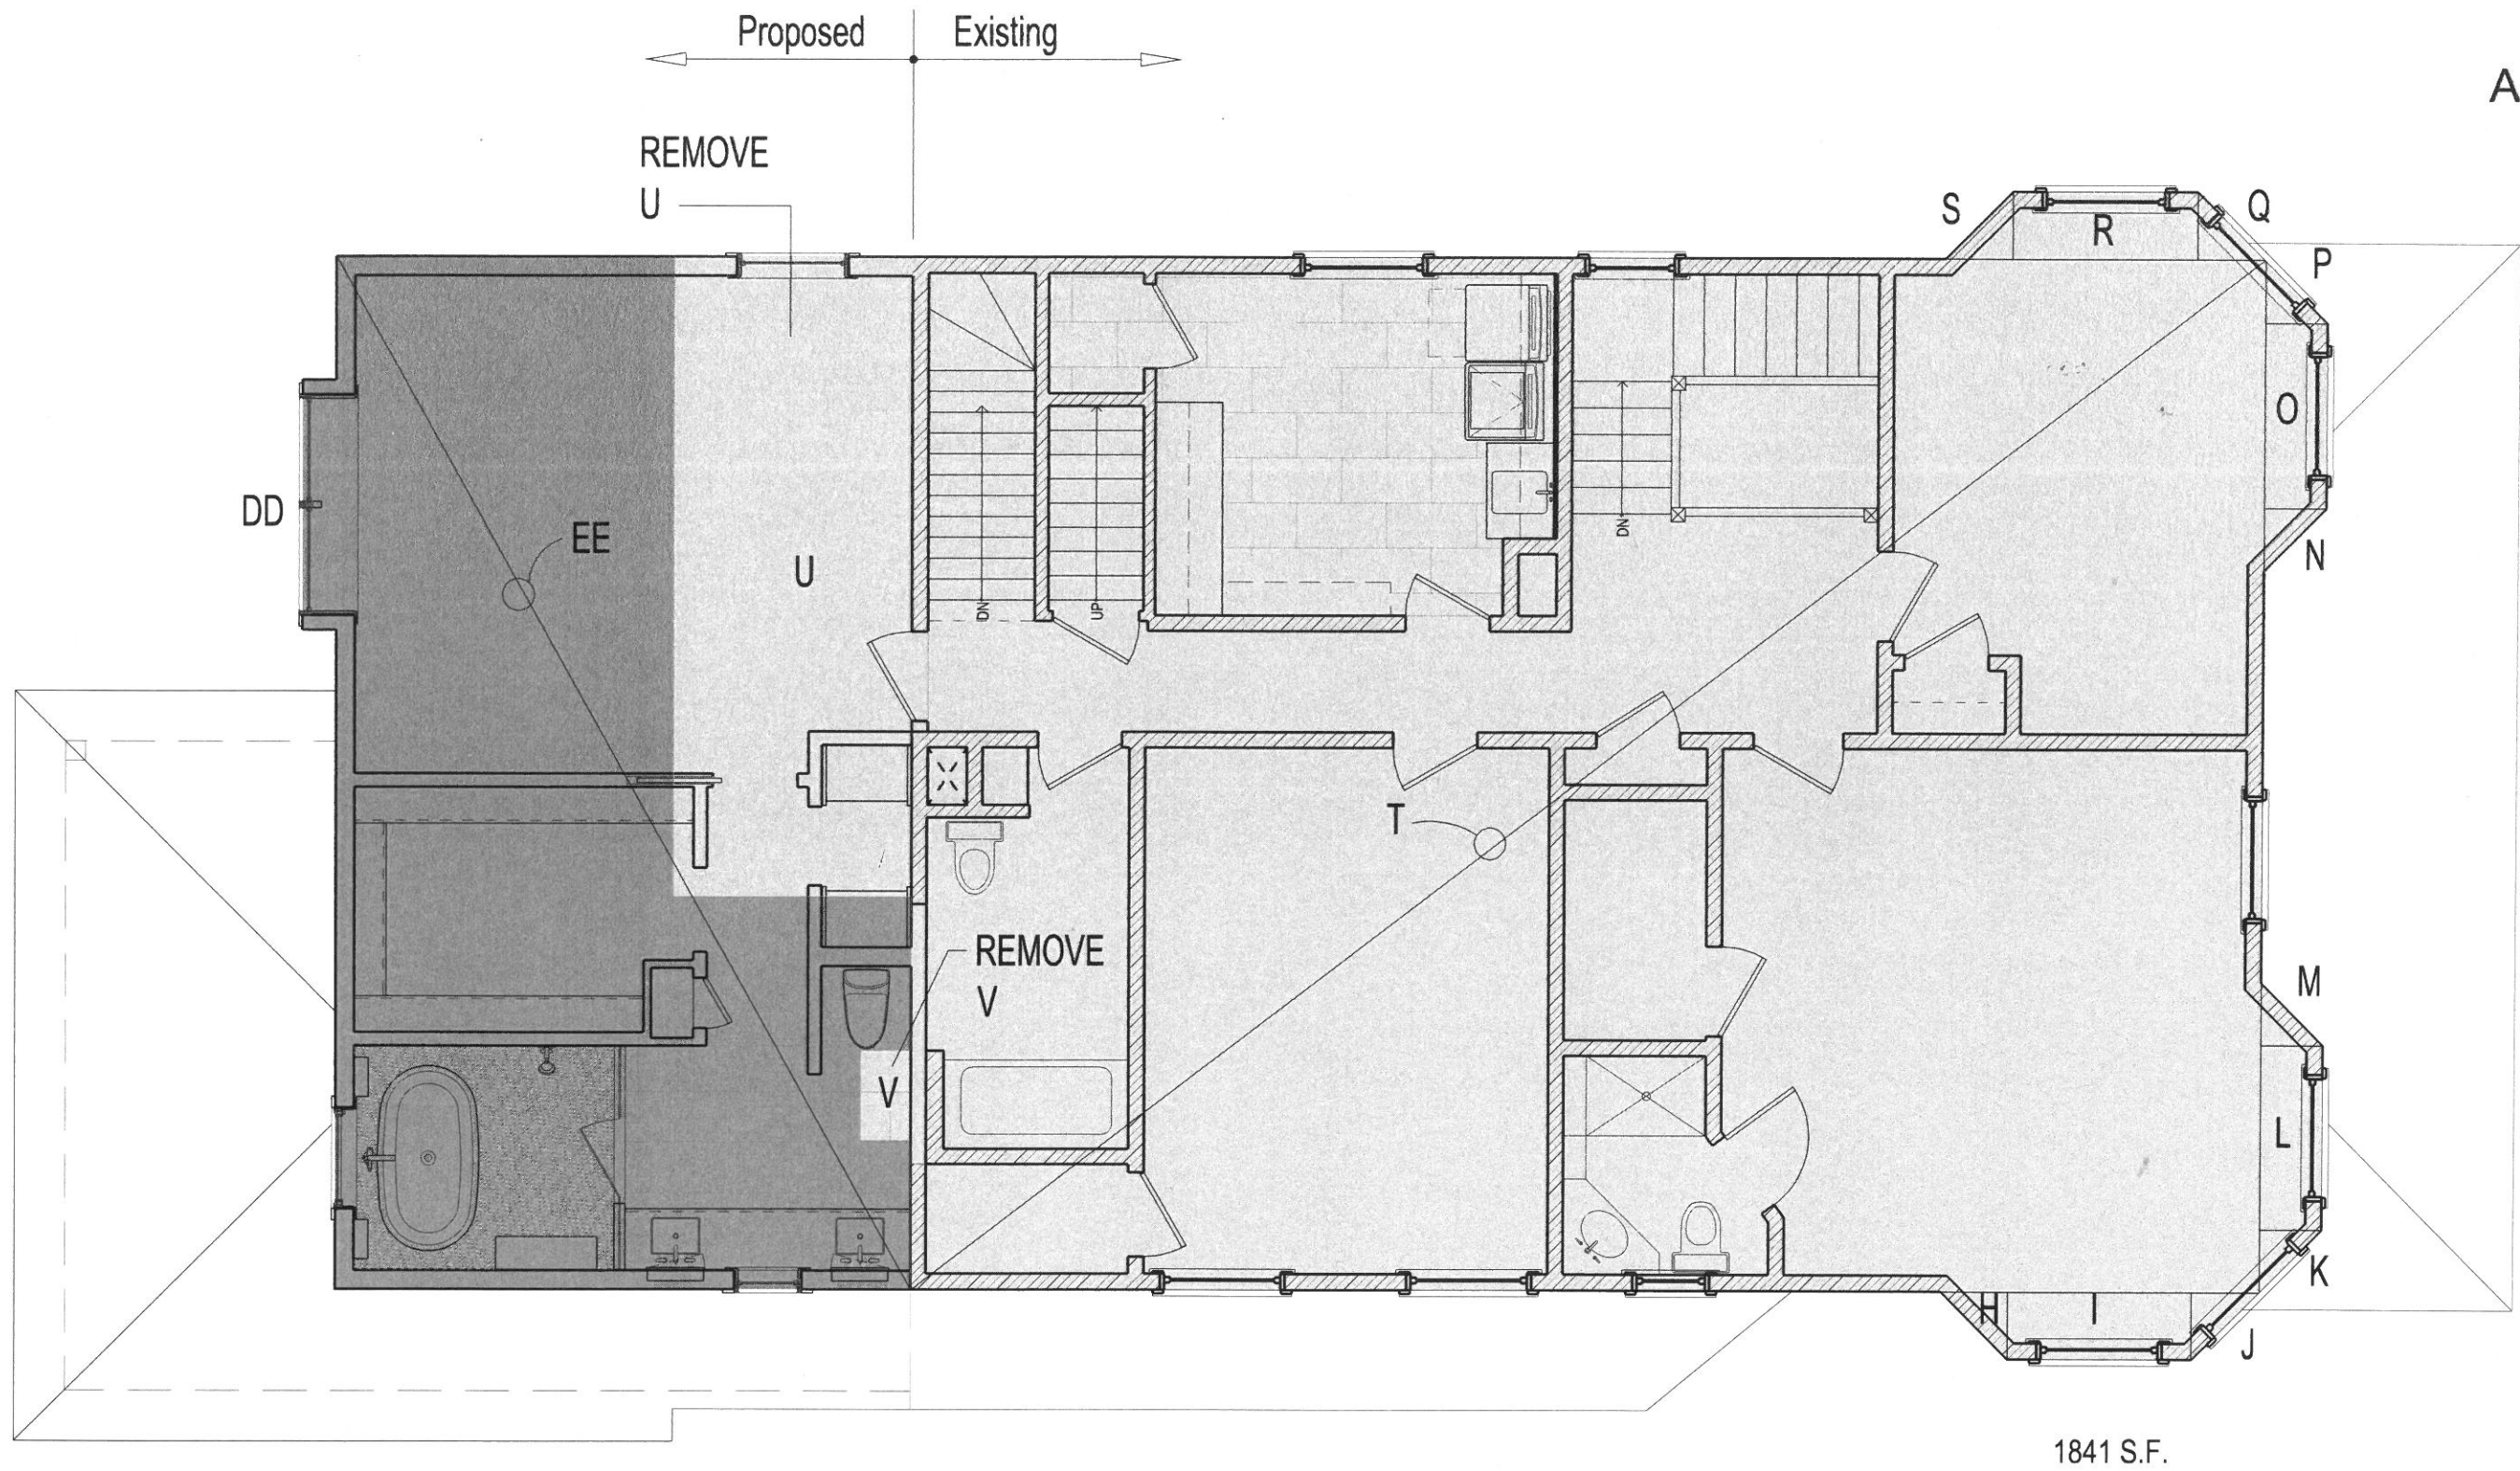 Proposed Existing
A
REMOVE
U
S
R
Q
P
O
N
DD
EE
U
DN
UP
DN
T
REMOVE
V
V
M
L
K
H
I
J
1841 S.F.